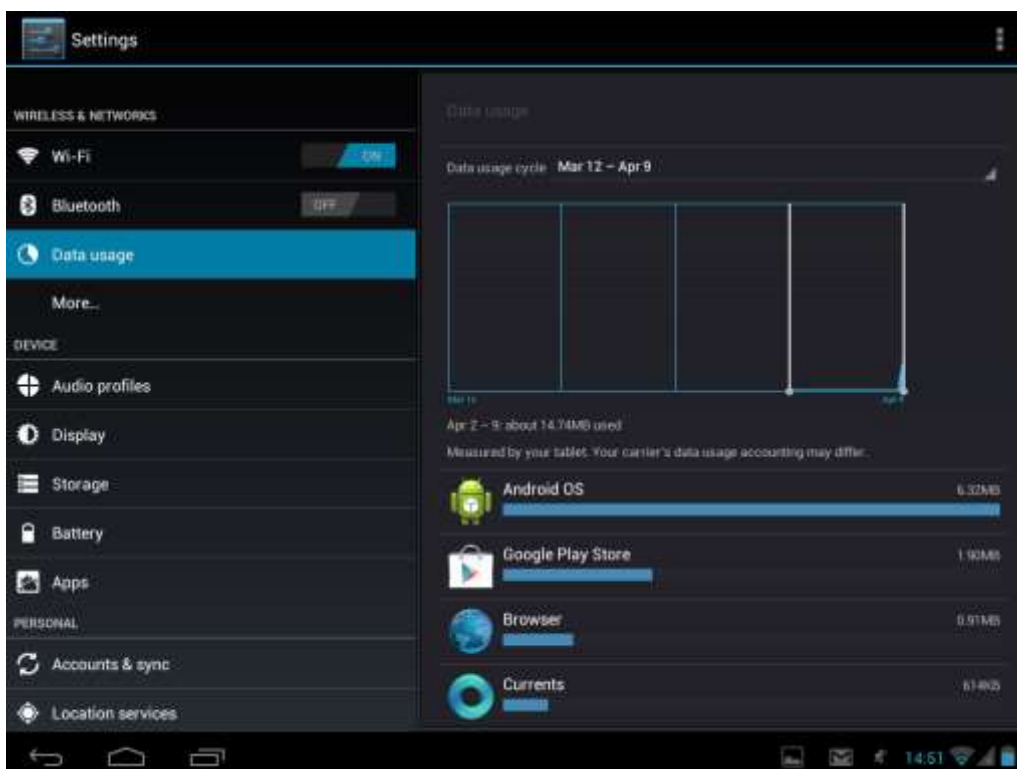 Settings
WIRELESS & NETWORKS
Wi-Fi ON
Bluetooth OFF
Data usage
More...
DEVICE
Audio profiles
Display
Storage
Battery
Apps
PERSONAL
Accounts & sync
Location services
Data usage
Data usage cycle Mar 12 – Apr 9
Apr 9
Apr 2 – 9: about 14.74MB used
Measured by your tablet. Your carrier's data usage accounting may differ.
Android OS 6.32MB
Google Play Store 1.90MB
Browser 0.91MB
Currents 614KB
14:51